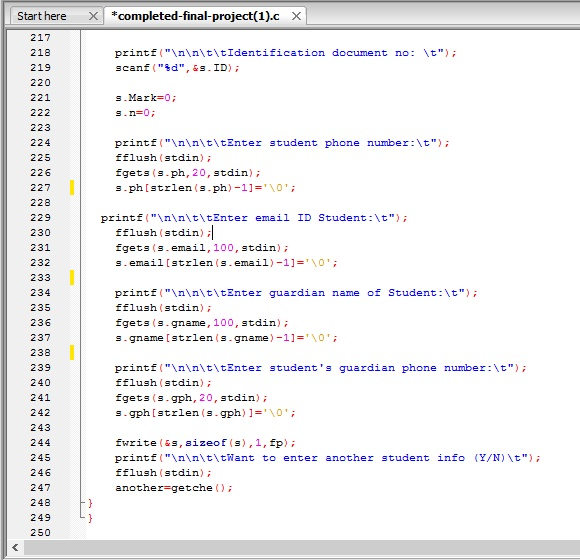 Start here
*completed-final-project(1).c
217
218 printf("\n\n\t\tIdentification document no: \t");
219 scanf("%d",&s.ID);
220
221 s.Mark=0;
222 s.n=0;
223
224 printf("\n\n\t\tEnter student phone number:\t");
225 fflush(stdin);
226 fgets(s.ph,20,stdin);
227 s.ph[strlen(s.ph)-1]='\0';
228
229 printf("\n\n\t\tEnter email ID Student:\t");
230 fflush(stdin);
231 fgets(s.email,100,stdin);
232 s.email[strlen(s.email)-1]='\0';
233
234 printf("\n\n\t\tEnter guardian name of Student:\t");
235 fflush(stdin);
236 fgets(s.gname,100,stdin);
237 s.gname[strlen(s.gname)-1]='\0';
238
239 printf("\n\n\t\tEnter student's guardian phone number:\t");
240 fflush(stdin);
241 fgets(s.gph,20,stdin);
242 s.gph[strlen(s.gph)]='\0';
243
244 fwrite(&s,sizeof(s),1,fp);
245 printf("\n\n\t\tWant to enter another student info (Y/N)\t");
246 fflush(stdin);
247 another=getche();
248 }
249 }
250